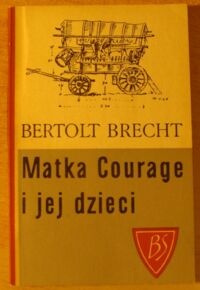 BERTOLT BRECHT
Matka Courage
i jej dzieci
BS